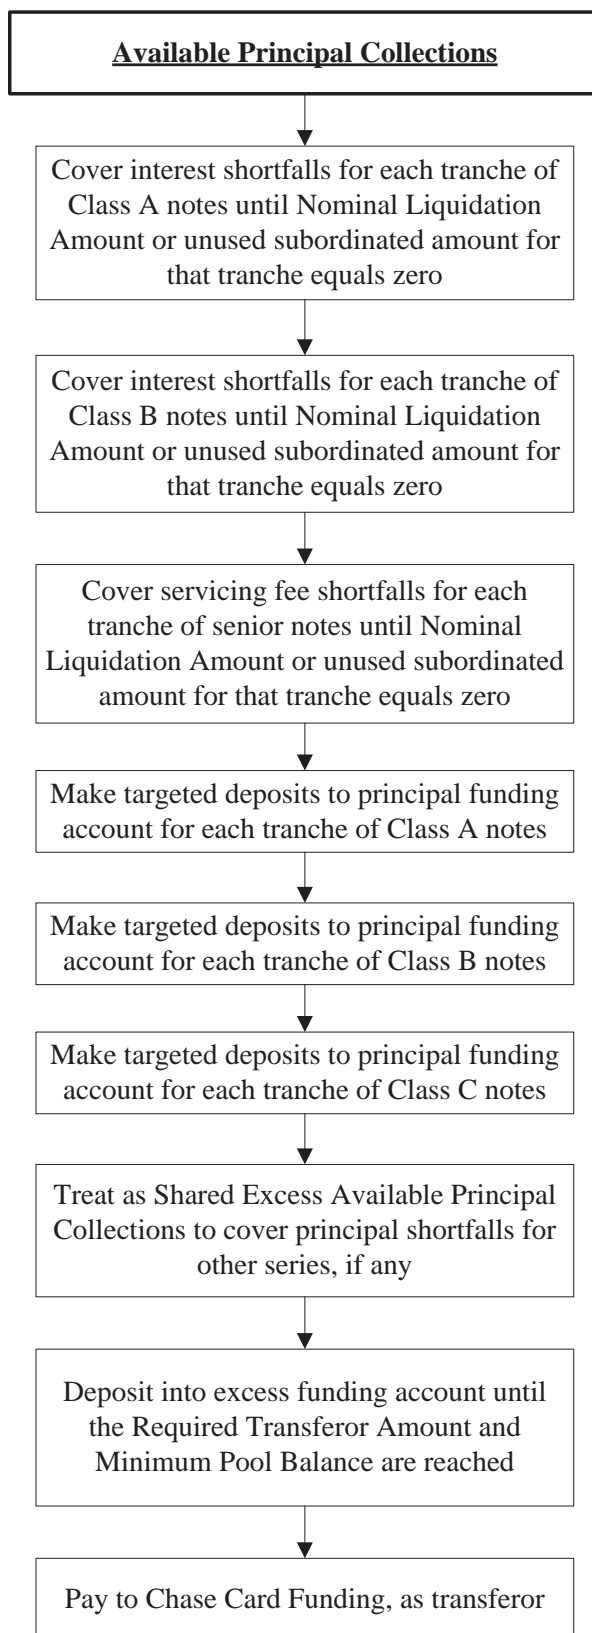 Available Principal Collections
Cover interest shortfalls for each tranche of
Class A notes until Nominal Liquidation
Amount or unused subordinated amount for
that tranche equals zero
Cover interest shortfalls for each tranche of
Class B notes until Nominal Liquidation
Amount or unused subordinated amount for
that tranche equals zero
Cover servicing fee shortfalls for each
tranche of senior notes until Nominal
Liquidation Amount or unused subordinated
amount for that tranche equals zero
Make targeted deposits to principal funding
account for each tranche of Class A notes
Make targeted deposits to principal funding
account for each tranche of Class B notes
Make targeted deposits to principal funding
account for each tranche of Class C notes
Treat as Shared Excess Available Principal
Collections to cover principal shortfalls for
other series, if any
Deposit into excess funding account until
the Required Transferor Amount and
Minimum Pool Balance are reached
Pay to Chase Card Funding, as transferor